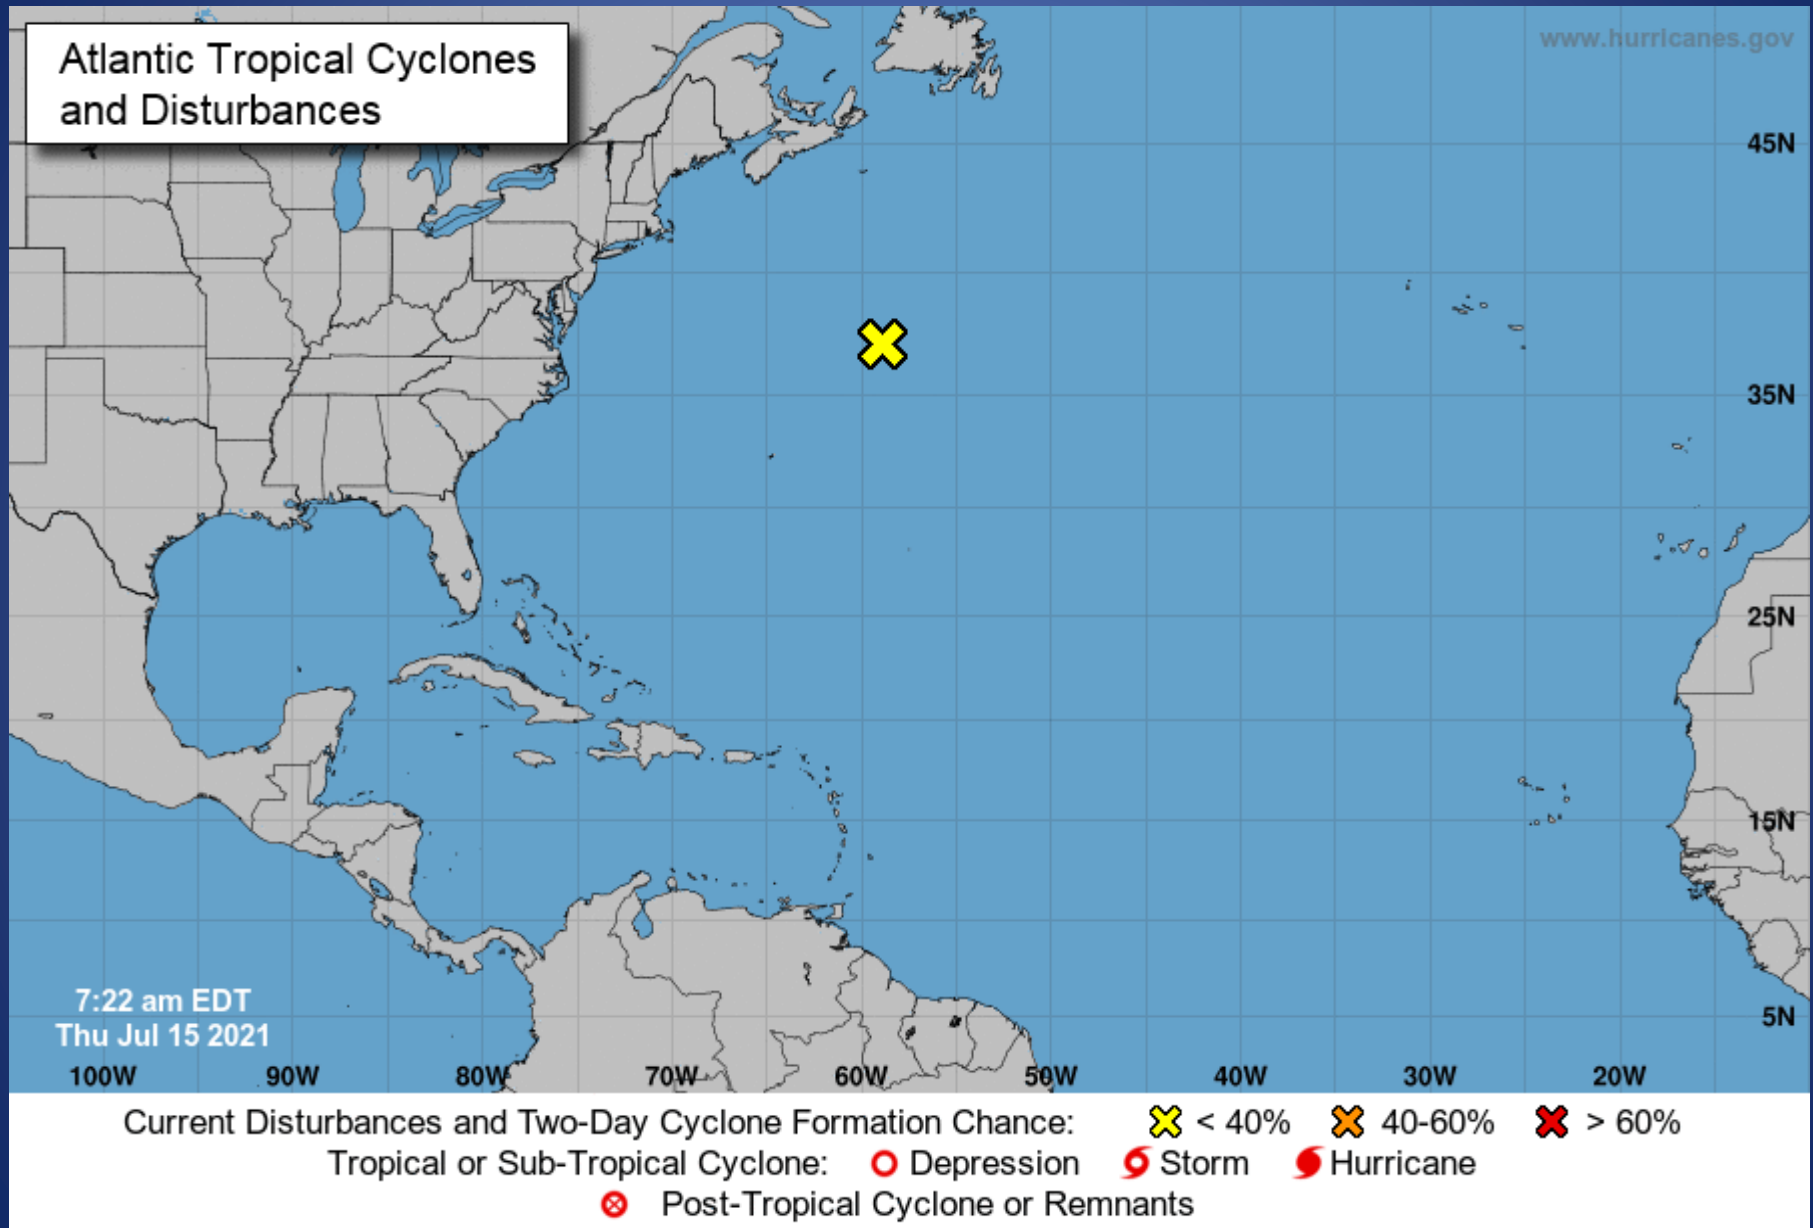 Atlantic Tropical Cyclones
and Disturbances
www.hurricanes.gov
45N
35N
25N
15N
5N
7:22 am EDT
Thu Jul 15 2021
100W 90W 80W 70W 60W 50W 40W 30W 20W
Current Disturbances and Two-Day Cyclone Formation Chance: < 40% 40-60% > 60%
Tropical or Sub-Tropical Cyclone: Depression Storm Hurricane
Post-Tropical Cyclone or Remnants